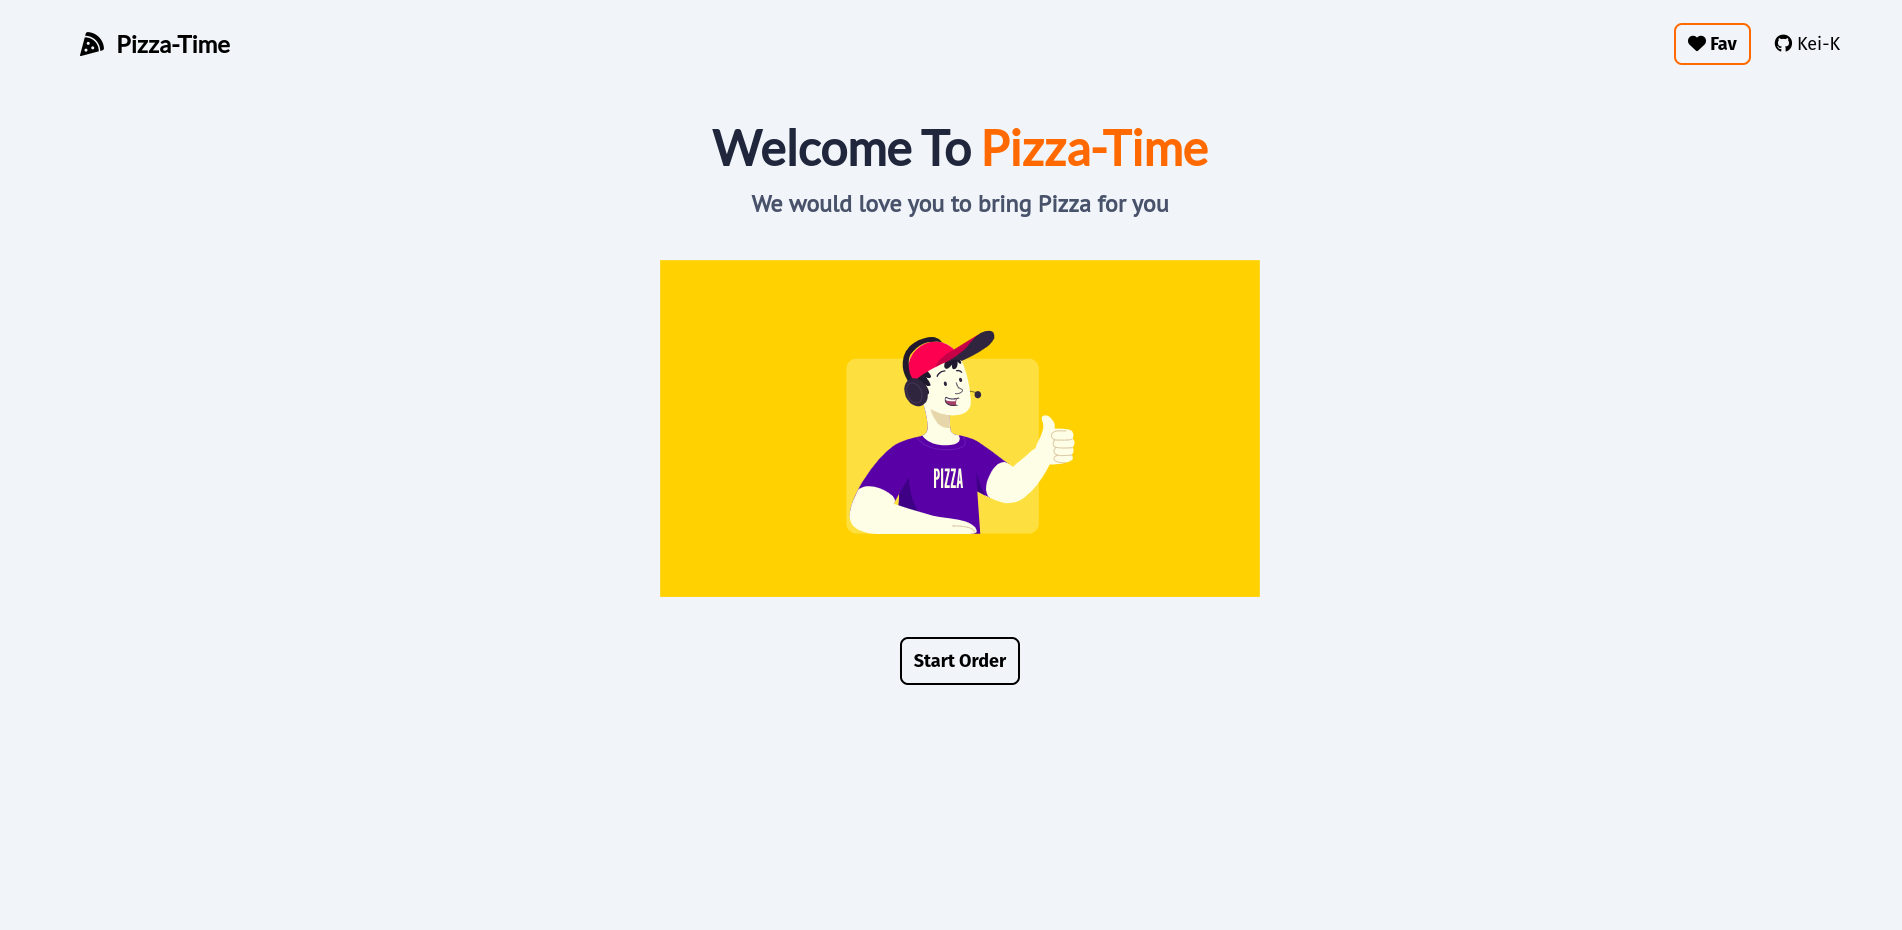 Pizza-Time
Fav
Kei-K
Welcome To Pizza-Time
We would love you to bring Pizza for you
PIZZA
Start Order